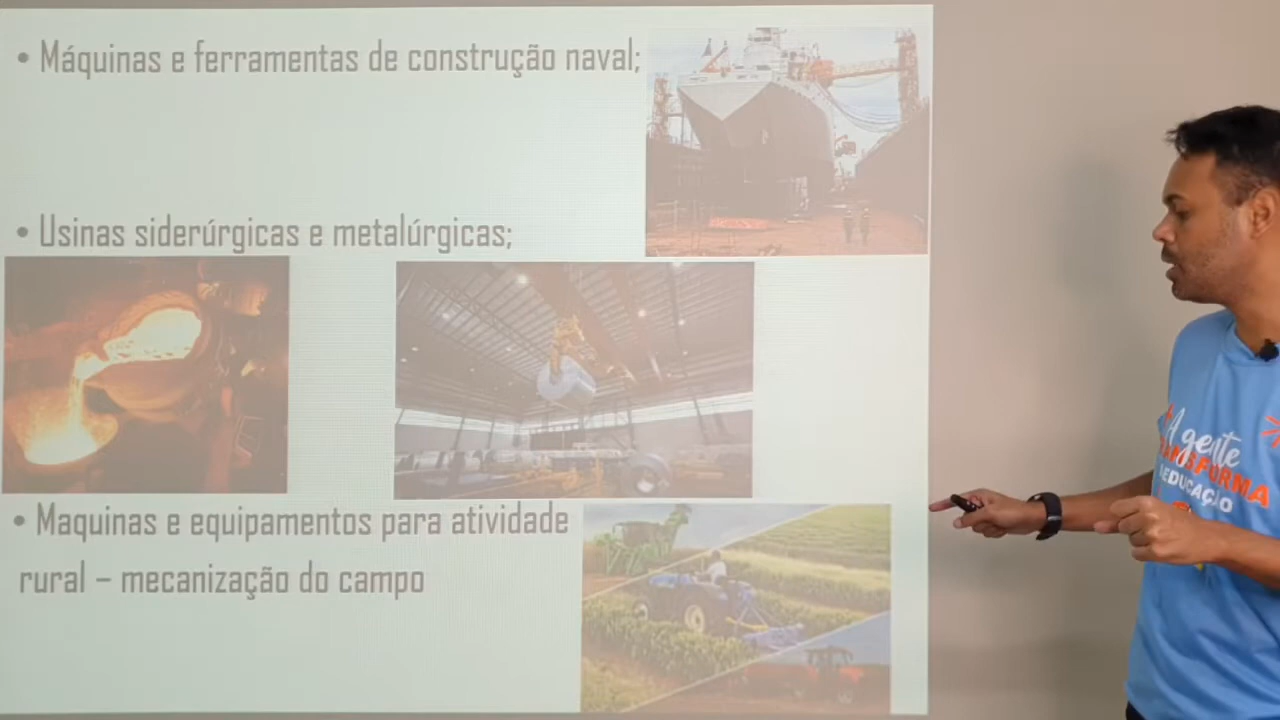 • Máquinas e ferramentas de construção naval;
• Usinas siderúrgicas e metalúrgicas;
• Maquinas e equipamentos para atividade
rural – mecanização do campo
A gente
TRANSFORMA
a EDUCAÇÃO